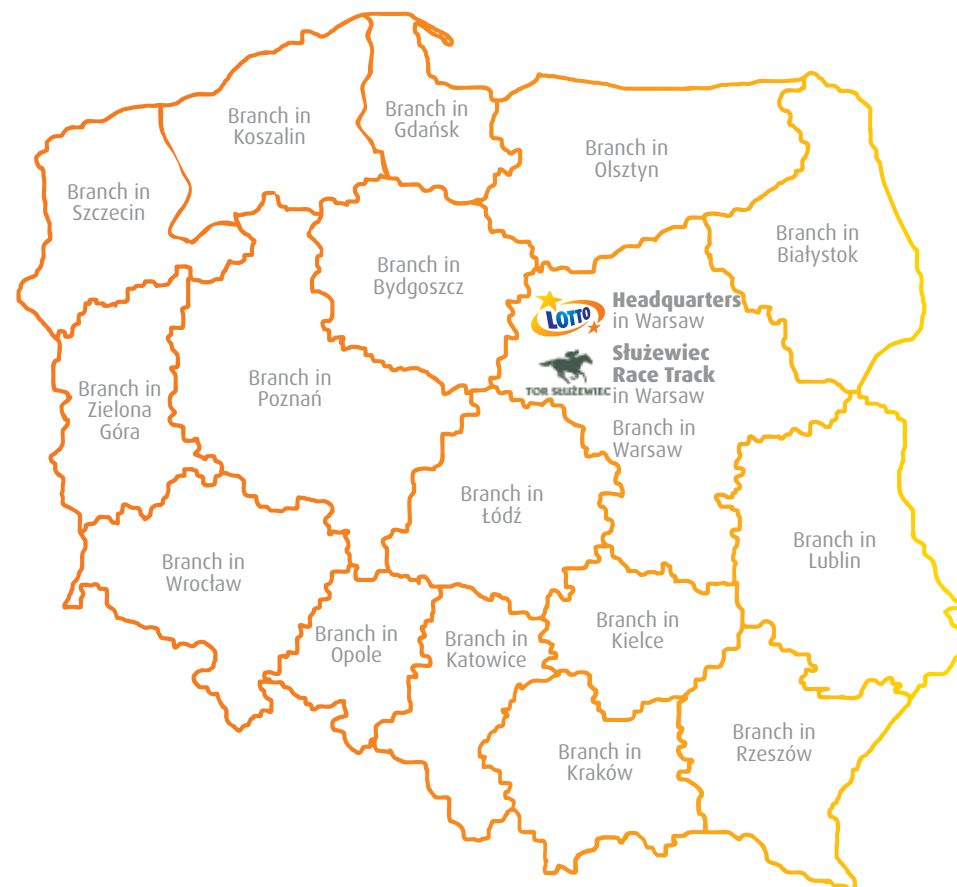 Branch in
Koszalin
Branch in
Gdańsk
Branch in
Olsztyn
Branch in
Szczecin
Branch in
Białystok
Branch in
Bydgoszcz
LOTTO
Headquarters
in Warsaw
TOR SŁUŻEWIEC
Służewiec
Race Track
in Warsaw
Branch in
Zielona
Góra
Branch in
Poznań
Branch in
Warsaw
Branch in
Łódź
Branch in
Wrocław
Branch in
Lublin
Branch in
Opole
Branch in
Katowice
Branch in
Kielce
Branch in
Kraków
Branch in
Rzeszów